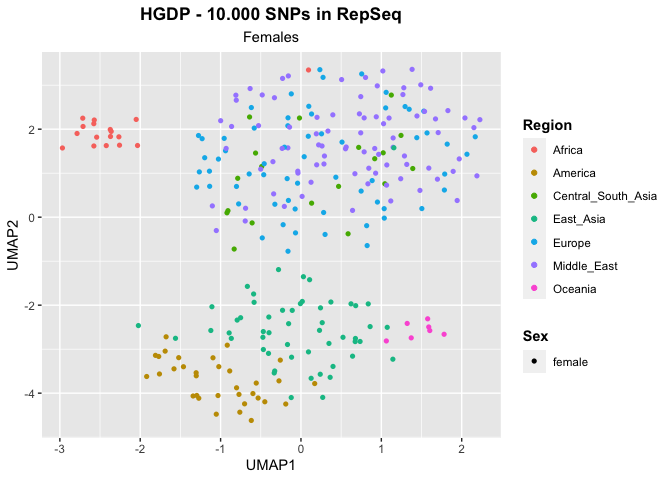 HGDP - 10.000 SNPs in RepSeq
Females
UMAP2
2
0
-2
-4
-3
-2
-1
0
1
2
UMAP1
Region
Africa
America
Central_South_Asia
East_Asia
Europe
Middle_East
Oceania
Sex
female